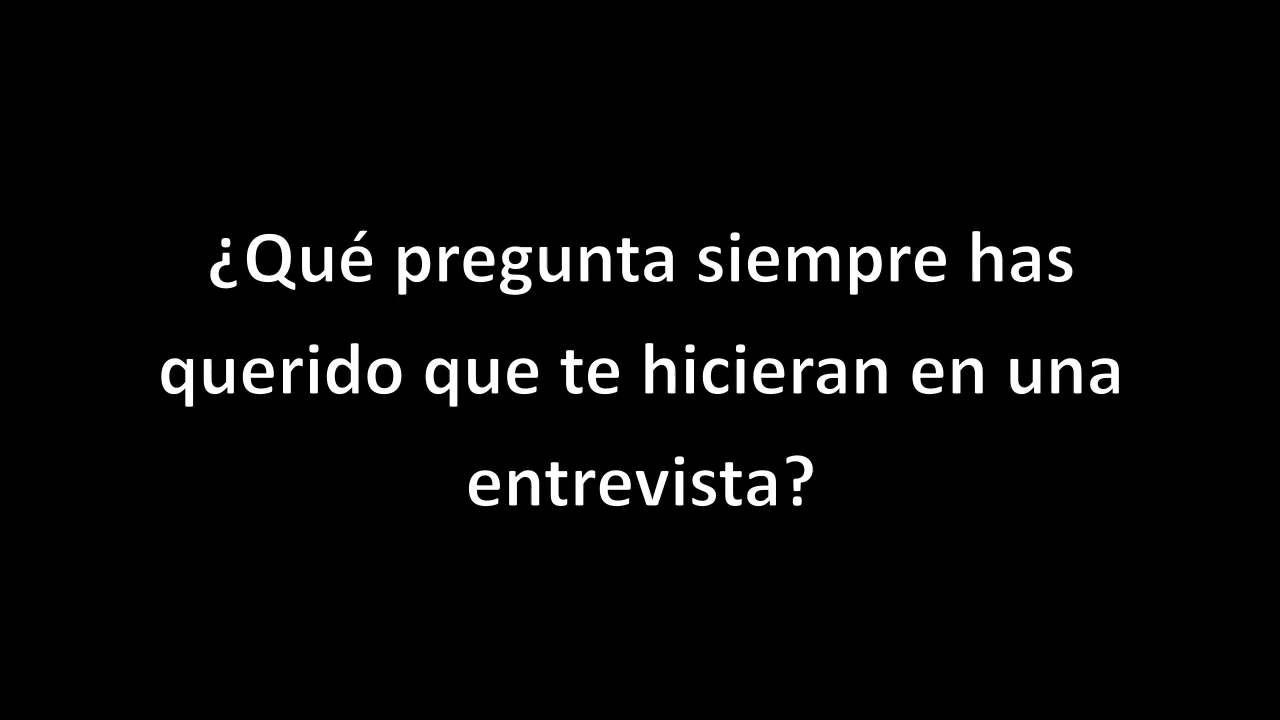 ¿Qué pregunta siempre has
querido que te hicieran en una
entrevista?